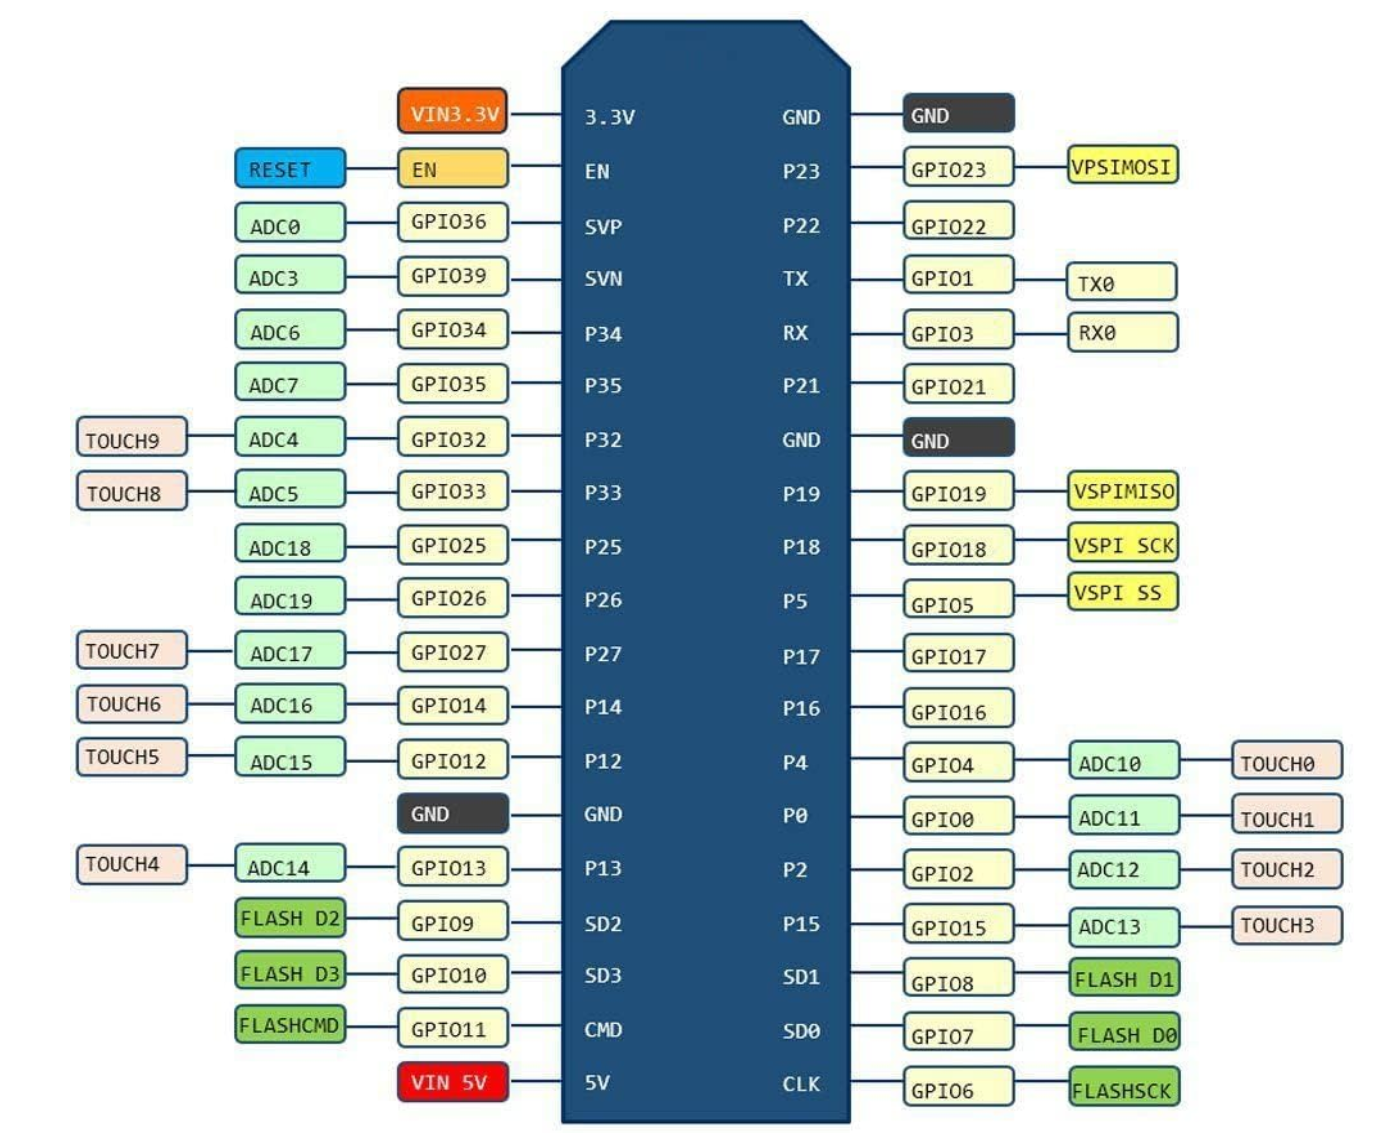 VIN3.3V 3.3V GND GND
RESET EN EN P23 GPIO23 VPSIMOSI
ADC0 GPIO36 SVP P22 GPIO22
ADC3 GPIO39 SVN TX GPIO1 TX0
ADC6 GPIO34 P34 RX GPIO3 RX0
ADC7 GPIO35 P35 P21 GPIO21
TOUCH9 ADC4 GPIO32 P32 GND GND
TOUCH8 ADC5 GPIO33 P33 P19 GPIO19 VSPIMISO
ADC18 GPIO25 P25 P18 GPIO18 VSPI SCK
ADC19 GPIO26 P26 P5 GPIO5 VSPI SS
TOUCH7 ADC17 GPIO27 P27 P17 GPIO17
TOUCH6 ADC16 GPIO14 P14 P16 GPIO16
TOUCH5 ADC15 GPIO12 P12 P4 GPIO4 ADC10 TOUCH0
GND GND P0 GPIO0 ADC11 TOUCH1
TOUCH4 ADC14 GPIO13 P13 P2 GPIO2 ADC12 TOUCH2
FLASH D2 GPIO9 SD2 P15 GPIO15 ADC13 TOUCH3
FLASH D3 GPIO10 SD3 SD1 GPIO8 FLASH D1
FLASHCMD GPIO11 CMD SD0 GPIO7 FLASH D0
VIN 5V 5V CLK GPIO6 FLASHSCK